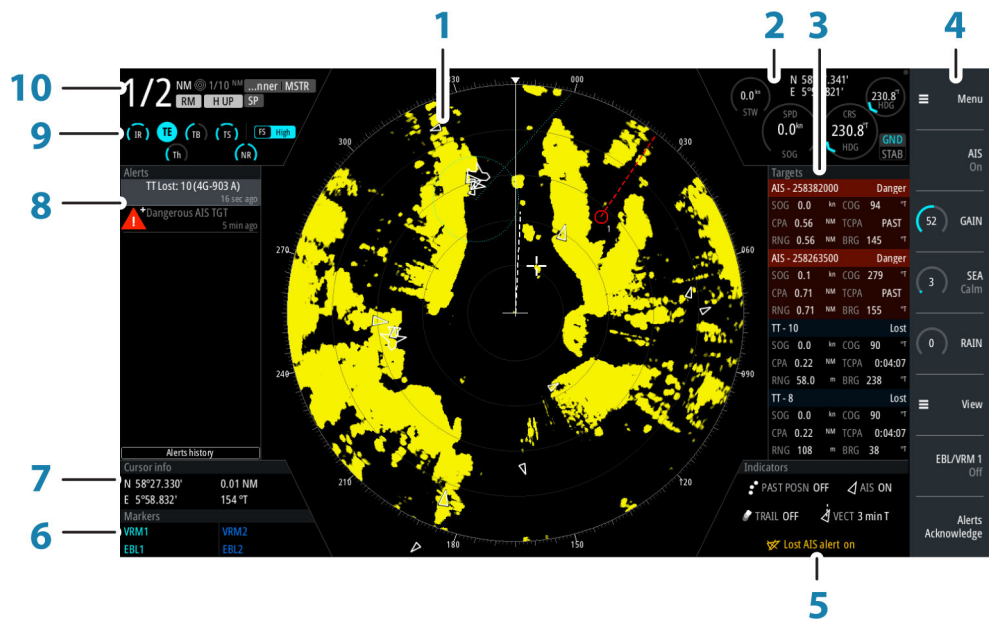 1
2
3
4
10
1/2 NM 1/10 NM ...nner MSTR
RM H UP SP
9
IR TE TB TS FS High
Th NR
Alerts
8
TT Lost: 10 (4G-903 A)
16 sec ago
Dangerous AIS TGT
5 min ago
Alerts history
7
Cursor info
N 58°27.330' 0.01 NM
E 5°58.832' 154 °T
6
Markers
VRM1 VRM2
EBL1 EBL2
000
030
060
090
120
150
180
210
240
270
300
1
0.0 kn
STW
SPD
0.0 kn
SOG
CRS
230.8 °T
HDG
230.8 °T
HDG
GND
STAB
Targets
AIS - 258382000 Danger
SOG 0.0 kn COG 94 °T
CPA 0.56 NM TCPA PAST
RNG 0.56 NM BRG 145 °T
AIS - 258263500 Danger
SOG 0.1 kn COG 279 °T
CPA 0.71 NM TCPA PAST
RNG 0.71 NM BRG 155 °T
TT - 10 Lost
SOG 0.0 kn COG 90 °T
CPA 0.22 NM TCPA 0:04:07
RNG 58.0 m BRG 238 °T
TT - 8 Lost
SOG 0.0 kn COG 90 °T
CPA 0.22 NM TCPA 0:04:07
RNG 108 m BRG 38 °T
Indicators
PAST POSN OFF AIS ON
TRAIL OFF VECT 3 min T
Lost AIS alert on
5
Menu
AIS
On
52 GAIN
3 SEA
Calm
0 RAIN
View
EBL/VRM 1
Off
Alerts
Acknowledge